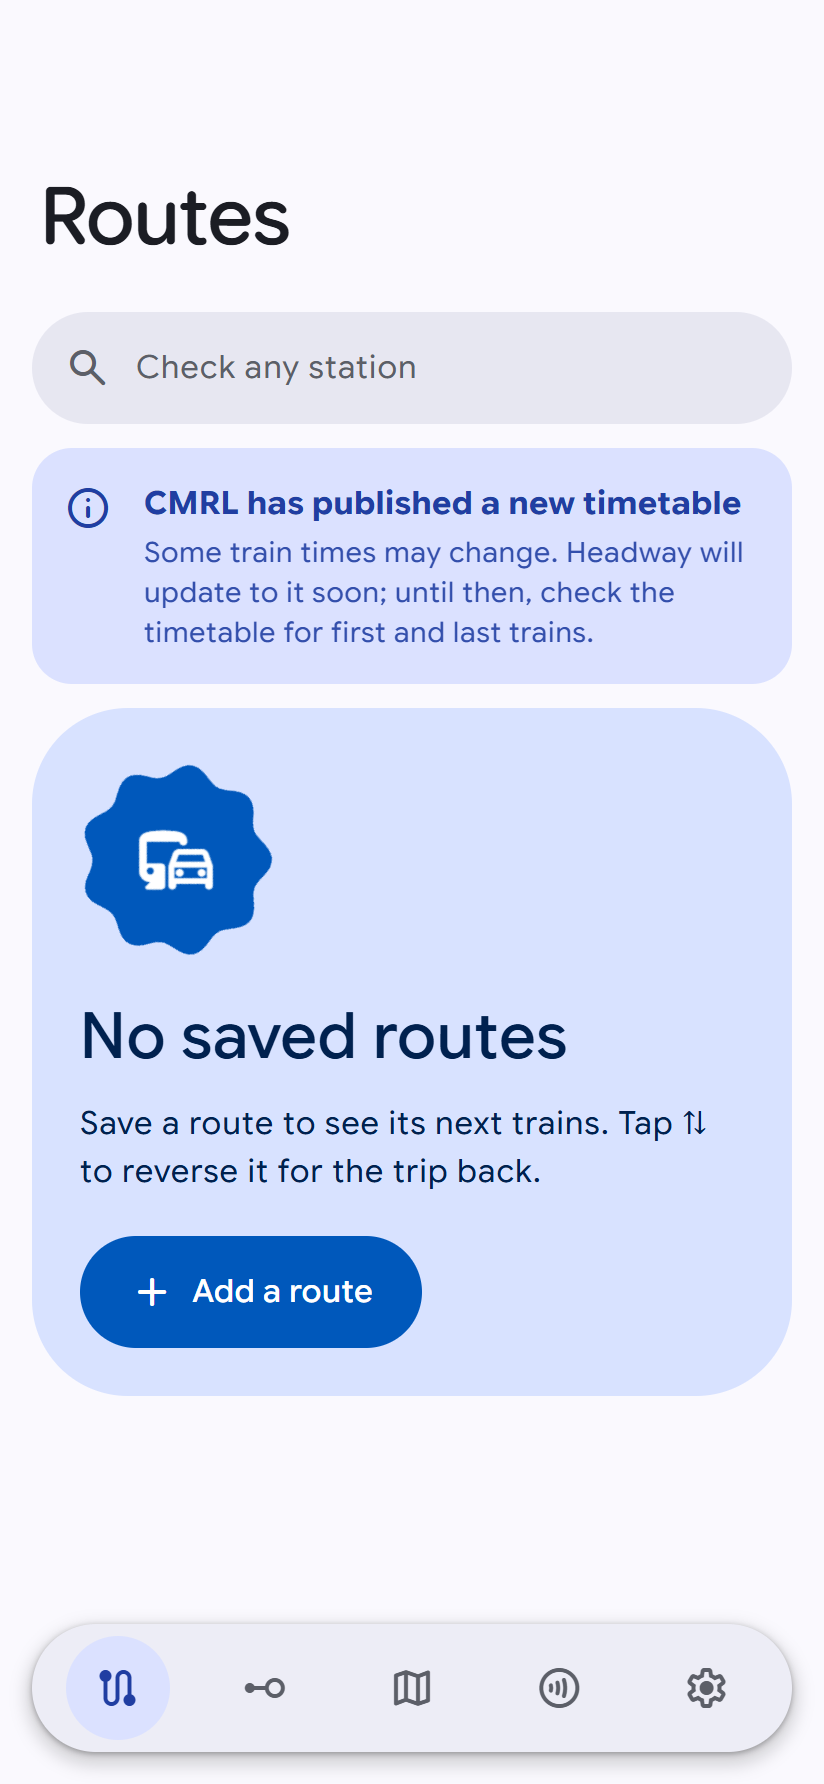 Routes
Check any station
CMRL has published a new timetable
Some train times may change. Headway will
update to it soon; until then, check the
timetable for first and last trains.
No saved routes
Save a route to see its next trains. Tap ⇅
to reverse it for the trip back.
Add a route